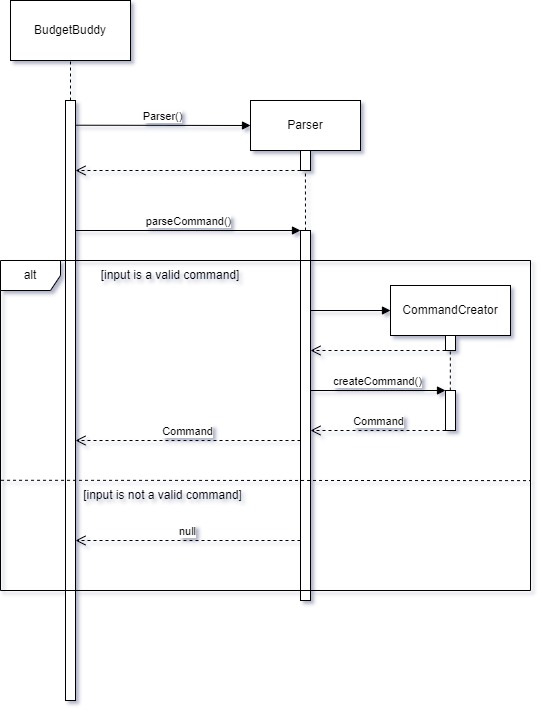 BudgetBuddy
Parser()
Parser
parseCommand()
alt
[input is a valid command]
CommandCreator
createCommand()
Command
Command
[input is not a valid command]
null